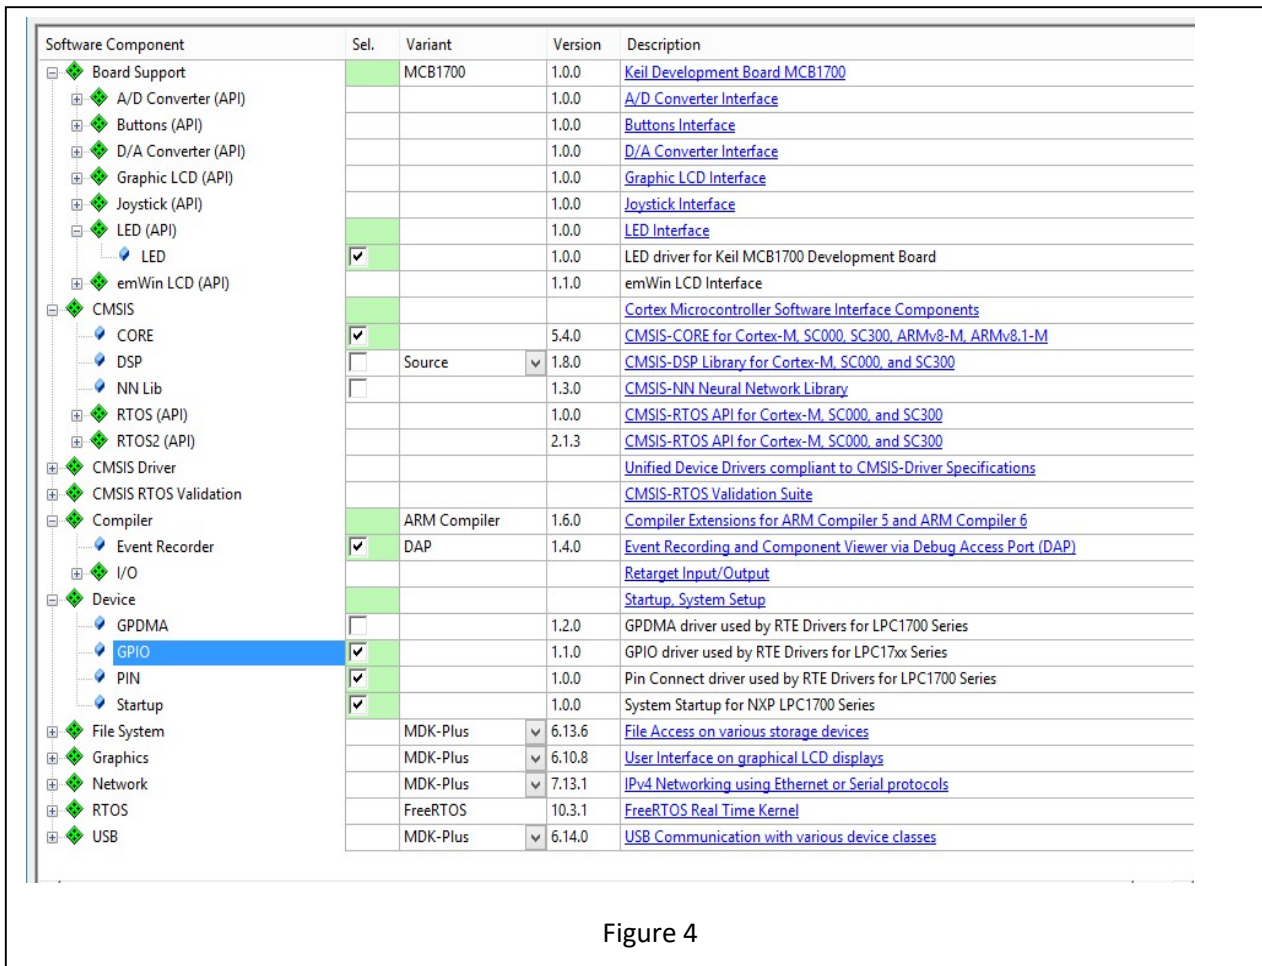 Software Component Sel. Variant Version Description
Board Support MCB1700 1.0.0 Keil Development Board MCB1700
A/D Converter (API) 1.0.0 A/D Converter Interface
Buttons (API) 1.0.0 Buttons Interface
D/A Converter (API) 1.0.0 D/A Converter Interface
Graphic LCD (API) 1.0.0 Graphic LCD Interface
Joystick (API) 1.0.0 Joystick Interface
LED (API) 1.0.0 LED Interface
LED 1.0.0 LED driver for Keil MCB1700 Development Board
emWin LCD (API) 1.1.0 emWin LCD Interface
CMSIS Cortex Microcontroller Software Interface Components
CORE 5.4.0 CMSIS-CORE for Cortex-M, SC000, SC300, ARMv8-M, ARMv8.1-M
DSP Source 1.8.0 CMSIS-DSP Library for Cortex-M, SC000, and SC300
NN Lib 1.3.0 CMSIS-NN Neural Network Library
RTOS (API) 1.0.0 CMSIS-RTOS API for Cortex-M, SC000, and SC300
RTOS2 (API) 2.1.3 CMSIS-RTOS API for Cortex-M, SC000, and SC300
CMSIS Driver Unified Device Drivers compliant to CMSIS-Driver Specifications
CMSIS RTOS Validation CMSIS-RTOS Validation Suite
Compiler ARM Compiler 1.6.0 Compiler Extensions for ARM Compiler 5 and ARM Compiler 6
Event Recorder DAP 1.4.0 Event Recording and Component Viewer via Debug Access Port (DAP)
I/O Retarget Input/Output
Device Startup, System Setup
GPDMA 1.2.0 GPDMA driver used by RTE Drivers for LPC1700 Series
GPIO 1.1.0 GPIO driver used by RTE Drivers for LPC17xx Series
PIN 1.0.0 Pin Connect driver used by RTE Drivers for LPC1700 Series
Startup 1.0.0 System Startup for NXP LPC1700 Series
File System MDK-Plus 6.13.6 File Access on various storage devices
Graphics MDK-Plus 6.10.8 User Interface on graphical LCD displays
Network MDK-Plus 7.13.1 IPv4 Networking using Ethernet or Serial protocols
RTOS FreeRTOS 10.3.1 FreeRTOS Real Time Kernel
USB MDK-Plus 6.14.0 USB Communication with various device classes
Figure 4